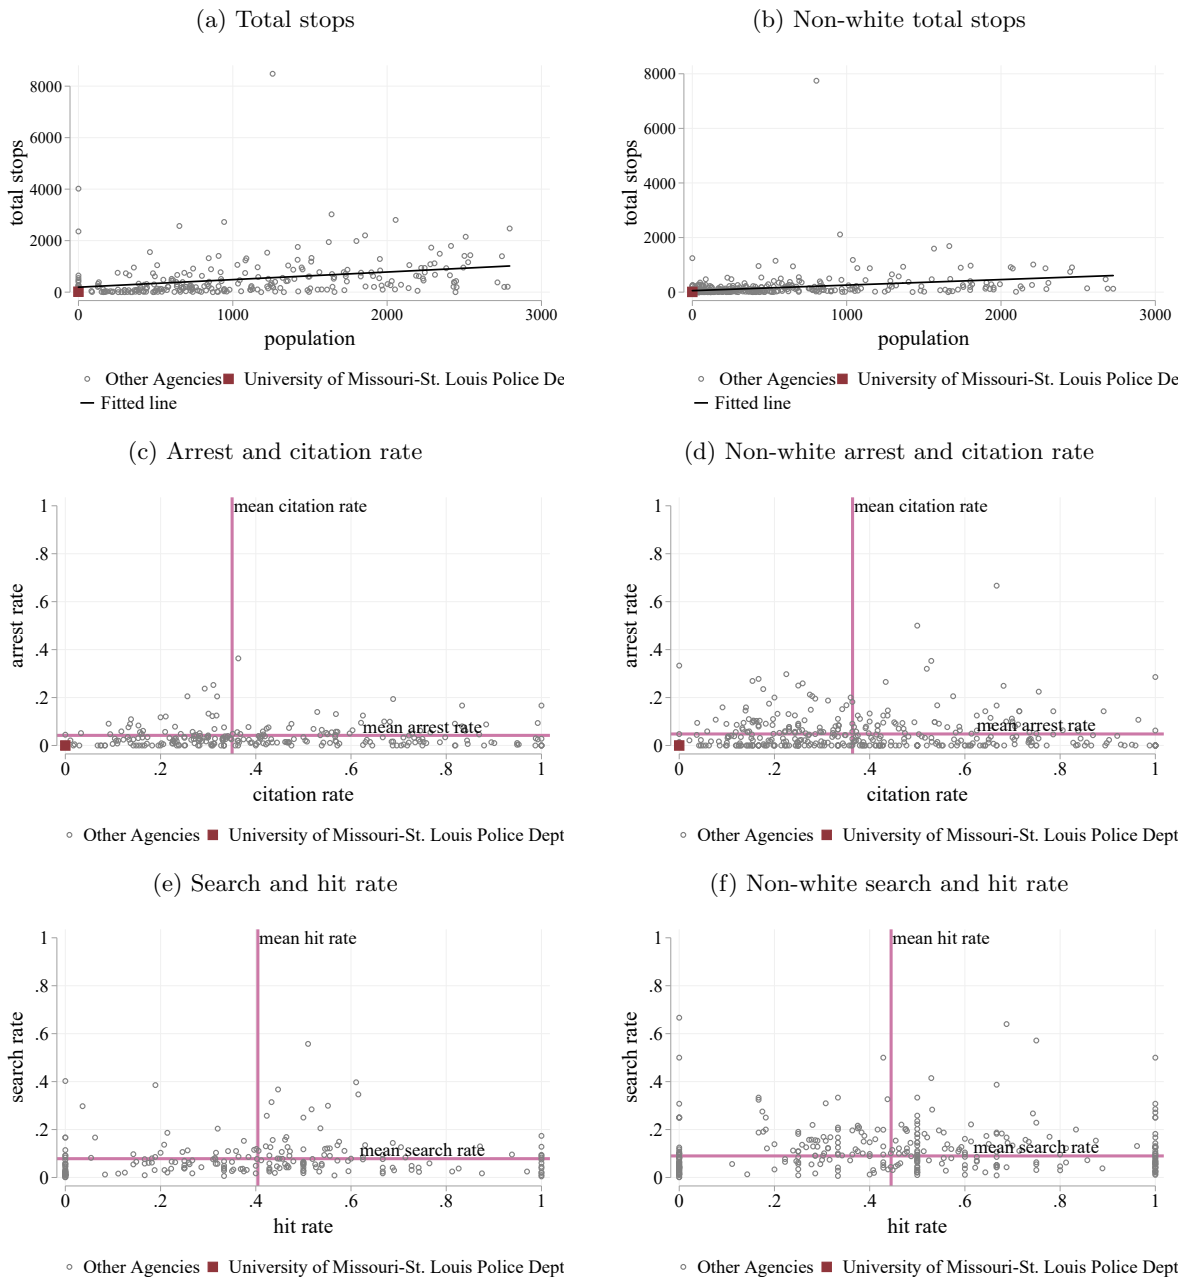 (a) Total stops
(b) Non-white total stops
8000
6000
4000
2000
0
total stops
0 1000 2000 3000
population
Other Agencies University of Missouri-St. Louis Police De
Fitted line
8000
6000
4000
2000
0
total stops
0 1000 2000 3000
population
Other Agencies University of Missouri-St. Louis Police De
Fitted line
(c) Arrest and citation rate
(d) Non-white arrest and citation rate
1
.8
.6
.4
.2
0
arrest rate
mean citation rate
mean arrest rate
0 .2 .4 .6 .8 1
citation rate
Other Agencies University of Missouri-St. Louis Police Dept
1
.8
.6
.4
.2
0
arrest rate
mean citation rate
mean arrest rate
0 .2 .4 .6 .8 1
citation rate
Other Agencies University of Missouri-St. Louis Police Dept
(e) Search and hit rate
(f) Non-white search and hit rate
1
.8
.6
.4
.2
0
search rate
mean hit rate
mean search rate
0 .2 .4 .6 .8 1
hit rate
Other Agencies University of Missouri-St. Louis Police Dept
1
.8
.6
.4
.2
0
search rate
mean hit rate
mean search rate
0 .2 .4 .6 .8 1
hit rate
Other Agencies University of Missouri-St. Louis Police Dept